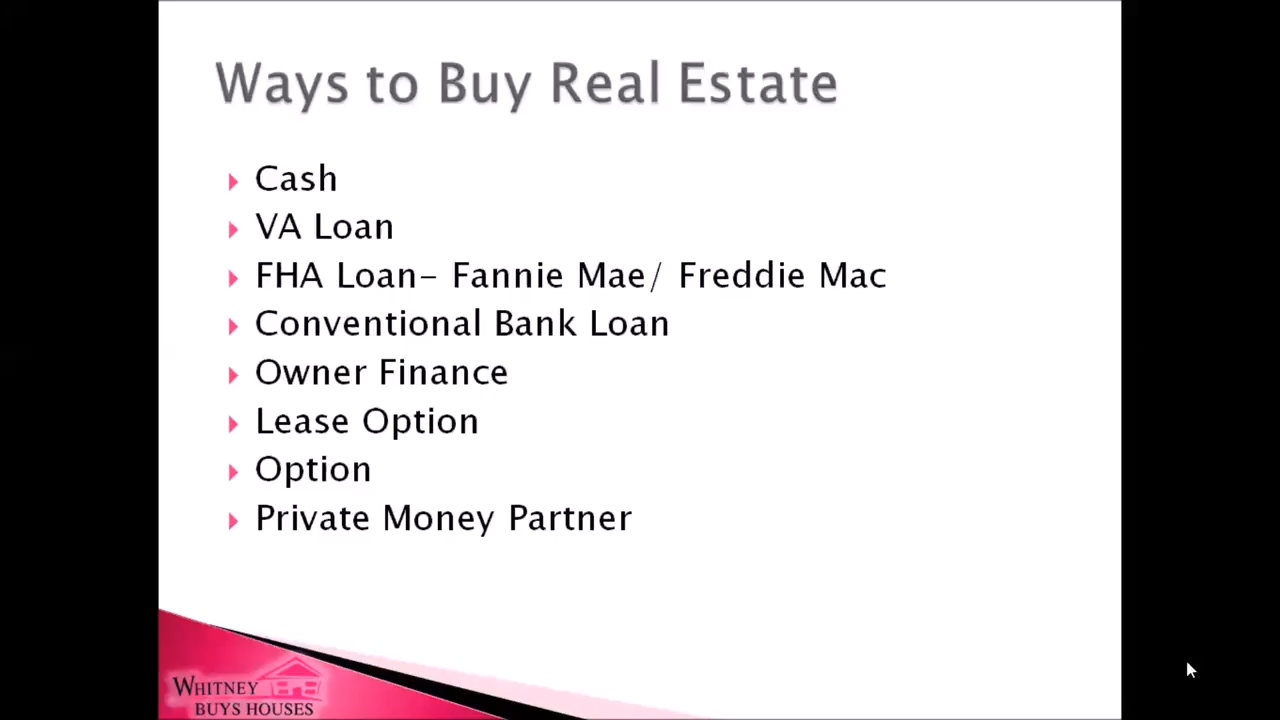 Ways to Buy Real Estate
Cash
VA Loan
FHA Loan- Fannie Mae/ Freddie Mac
Conventional Bank Loan
Owner Finance
Lease Option
Option
Private Money Partner
WHITNEY
BUYS HOUSES